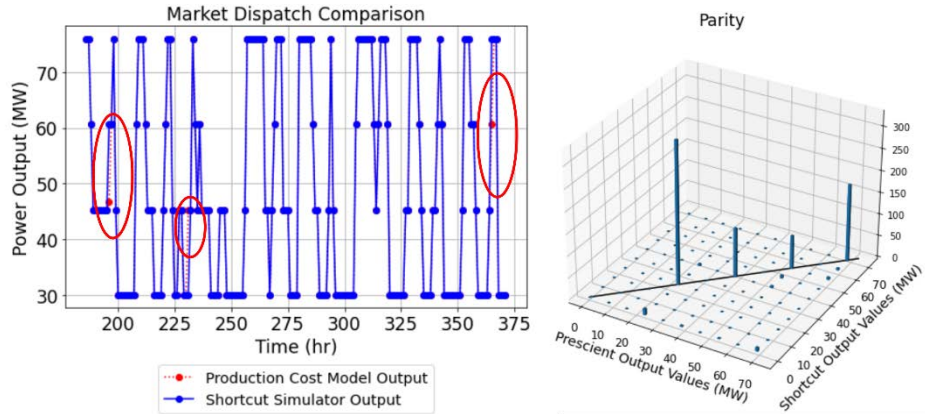 Market Dispatch Comparison
Power Output (MW)
70
60
50
40
30
200 225 250 275 300 325 350 375
Time (hr)
Production Cost Model Output
Shortcut Simulator Output
Parity
300
250
200
150
100
50
0
0 10 20 30 40 50 60 70
Prescient Output Values (MW)
0 10 20 30 40 50 60 70
Shortcut Output Values (MW)